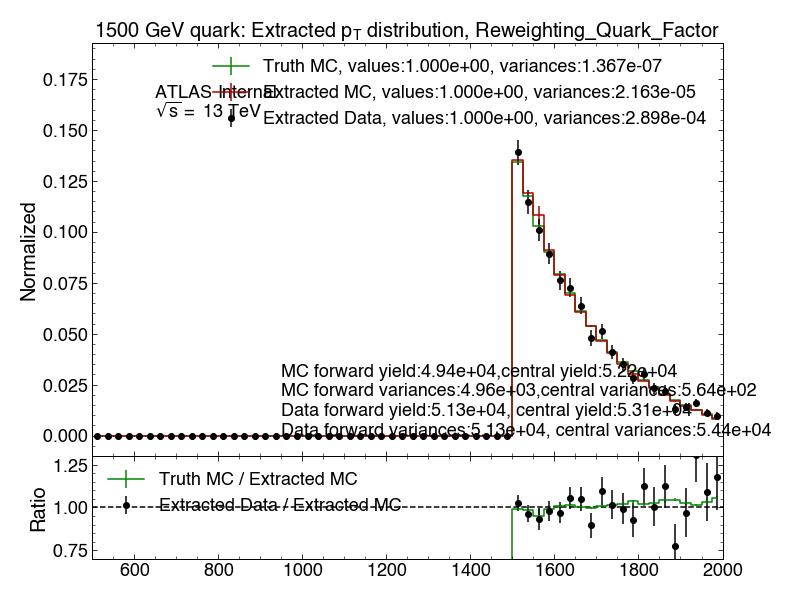 1500 GeV quark: Extracted pT distribution, Reweighting_Quark_Factor
Truth MC, values:1.000e+00, variances:1.367e-07
ATLAS Internal
Extracted MC, values:1.000e+00, variances:2.163e-05
√s = 13 TeV
Extracted Data, values:1.000e+00, variances:2.898e-04
Normalized
0.175
0.150
0.125
0.100
0.075
0.050
0.025
0.000
MC forward yield:4.94e+04,central yield:5.22e+04
MC forward variances:4.96e+03,central variances:5.64e+02
Data forward yield:5.13e+04, central yield:5.31e+04
Data forward variances:5.13e+04, central variances:5.44e+04
Ratio
1.25
1.00
0.75
Truth MC / Extracted MC
Extracted Data / Extracted MC
600 800 1000 1200 1400 1600 1800 2000